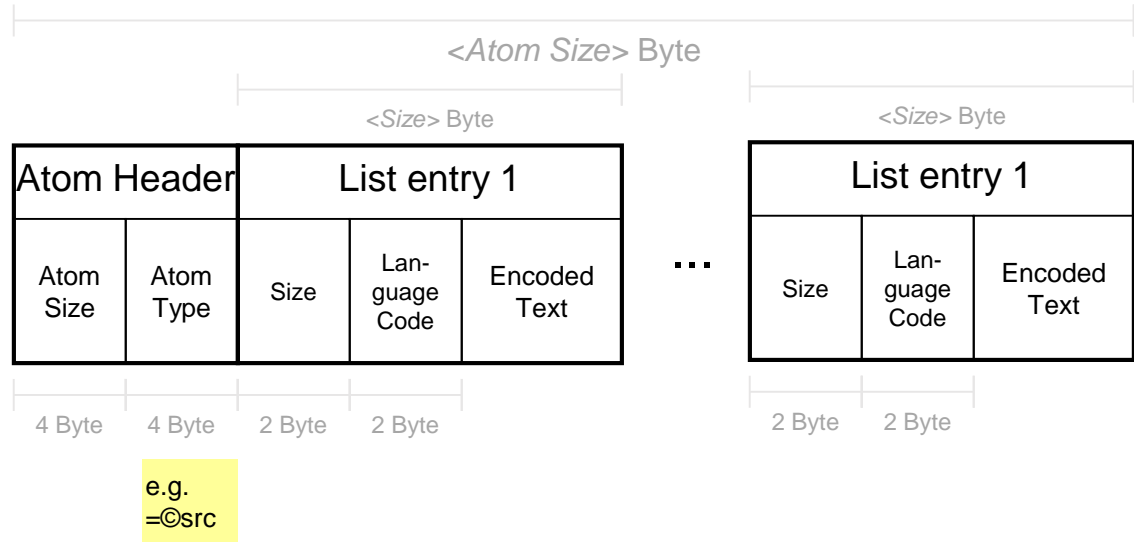 <Atom Size> Byte
<Size> Byte
<Size> Byte
Atom Header
List entry 1
List entry 1
Atom
Size
Atom
Type
Size
Lan-
guage
Code
Encoded
Text
...
Size
Lan-
guage
Code
Encoded
Text
4 Byte
4 Byte
2 Byte
2 Byte
2 Byte
2 Byte
e.g.
=©src